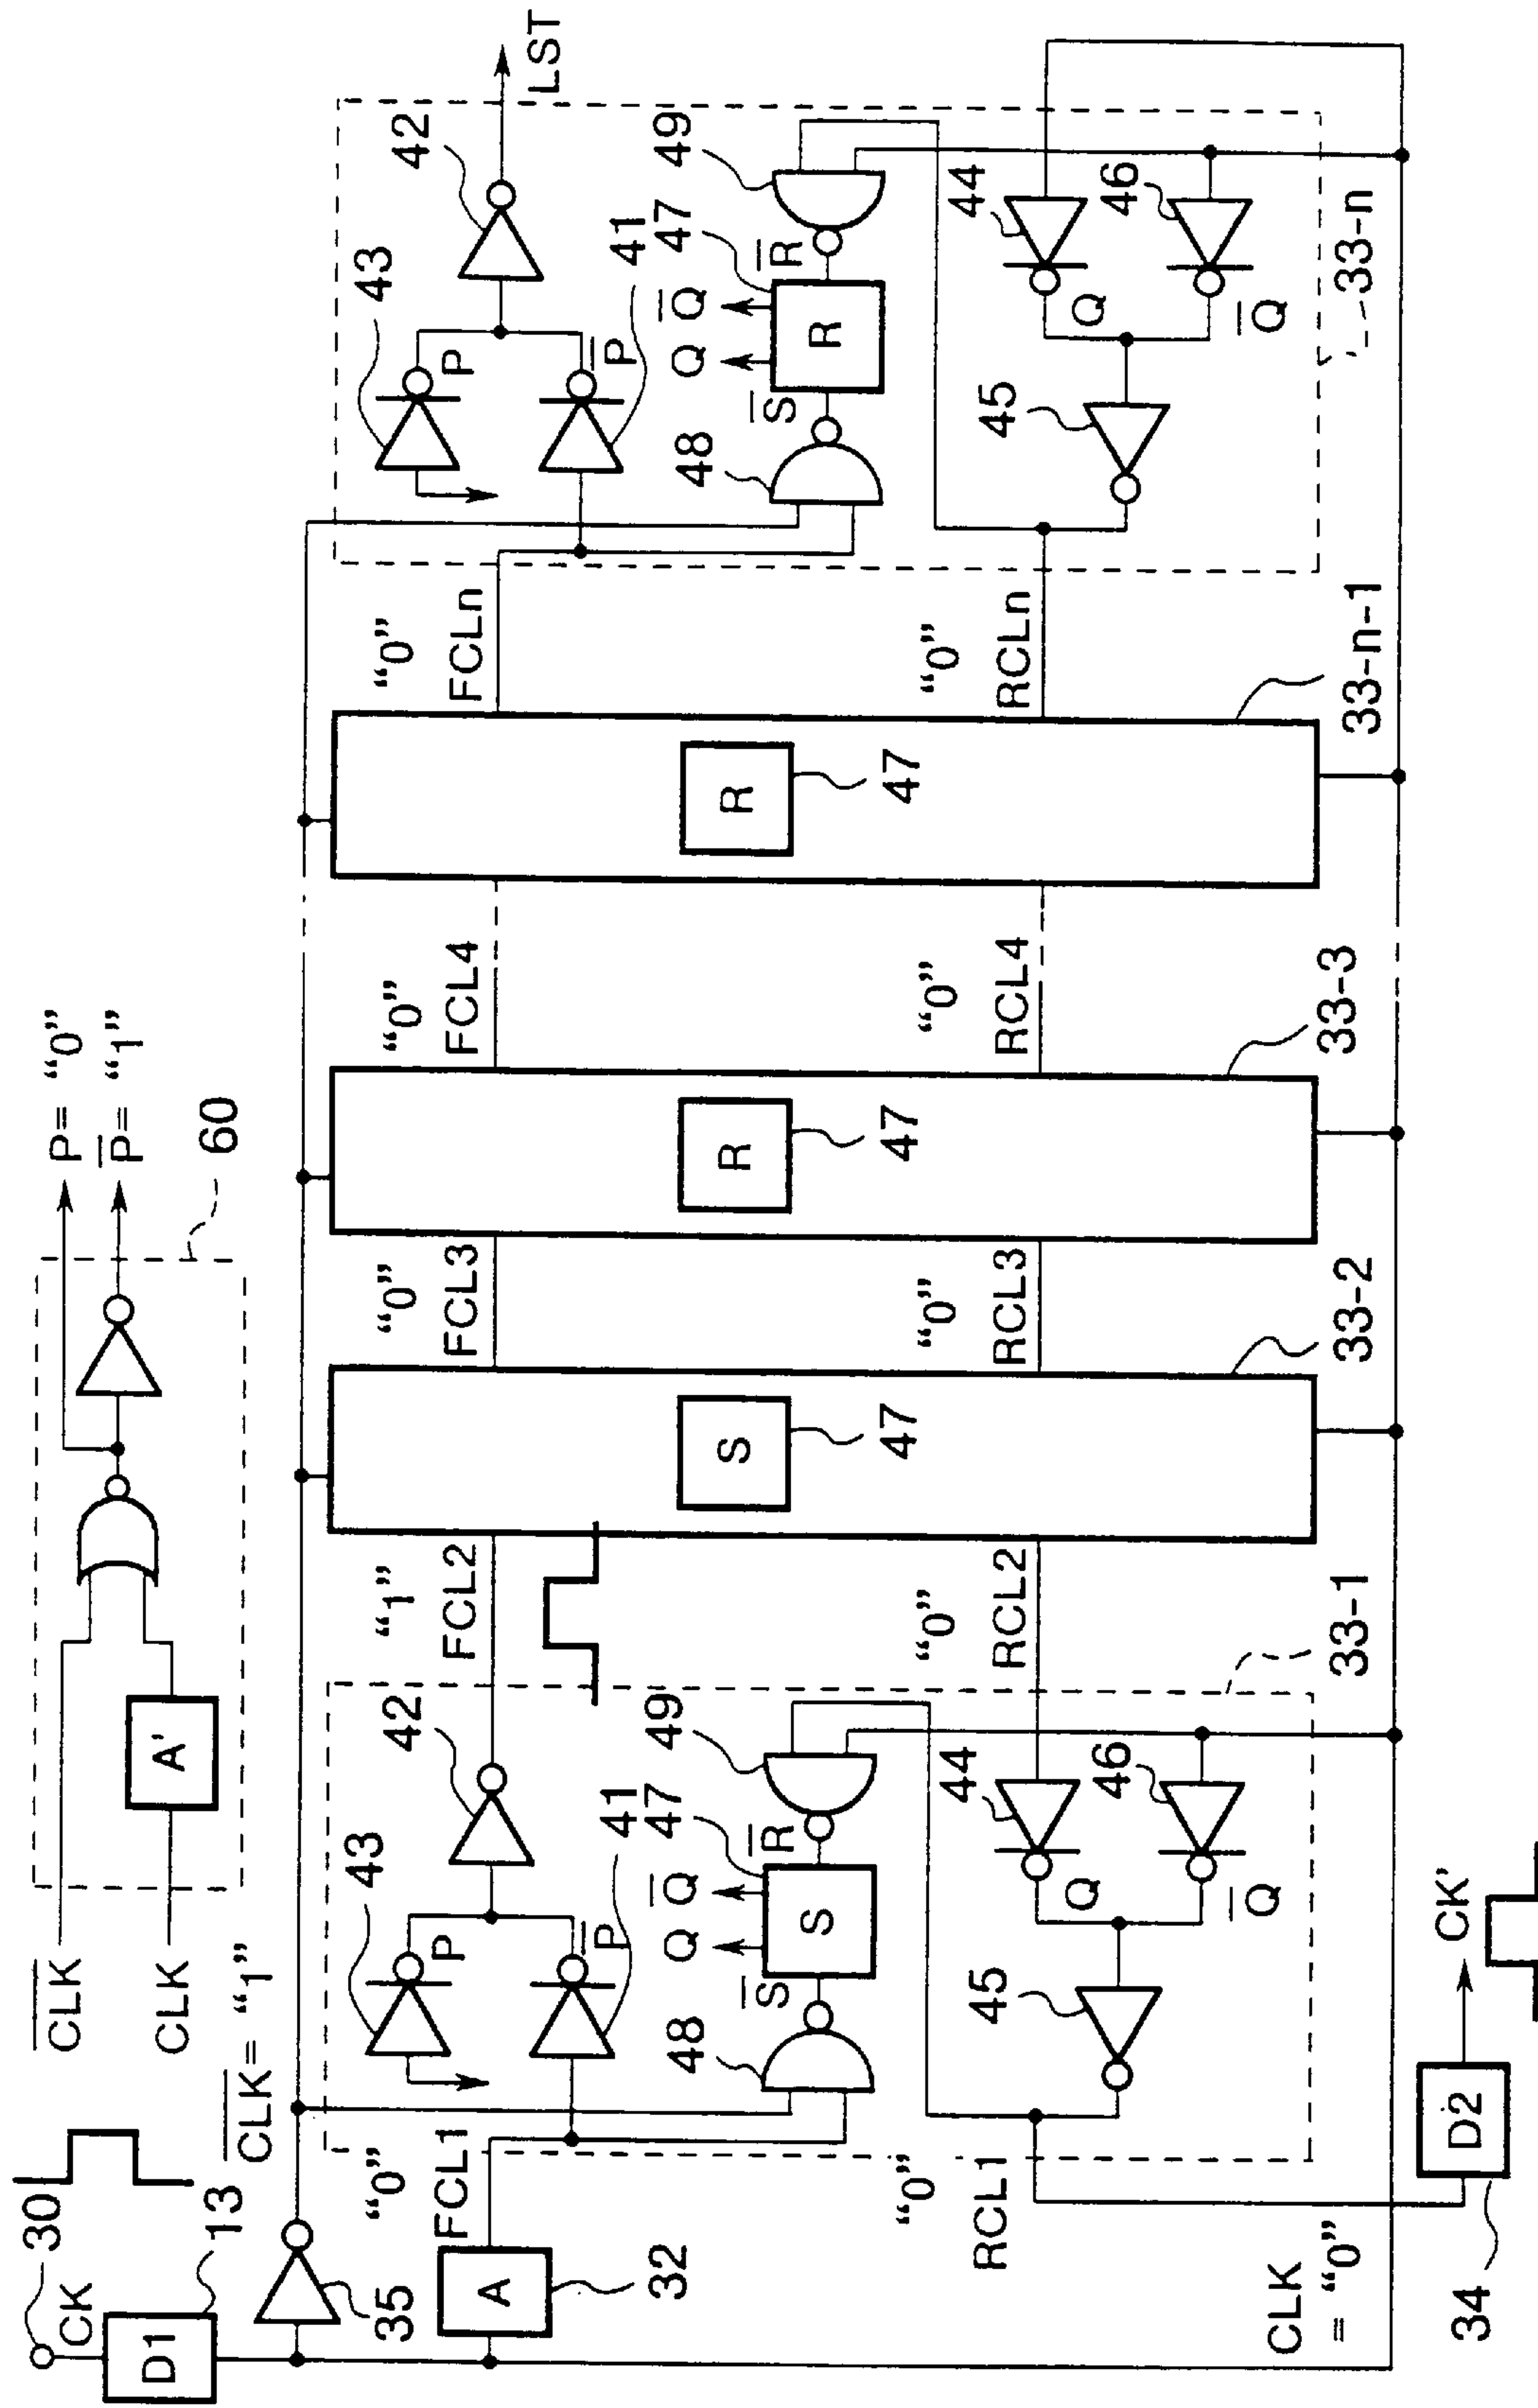 30
CK
D1
13
35
A
32
CLK = "1"
CLK
CLK
A'
60
P = "0"
P = "1"
"0"
FCL1
43
42
P
P
41
47
48
S
S
R
Q
Q
49
44
46
45
Q
Q
"0"
RCL1
CLK
= "0"
33-1
34
D2
CK'
"1"
FCL2
"0"
RCL2
S
47
33-2
"0"
FCL3
"0"
RCL3
R
47
33-3
"0"
FCL4
"0"
RCL4
R
47
33-n-1
"0"
FCLn
"0"
RCLn
43
42
LST
P
P
41
47
48
S
R
R
Q
Q
49
44
46
45
Q
Q
33-n